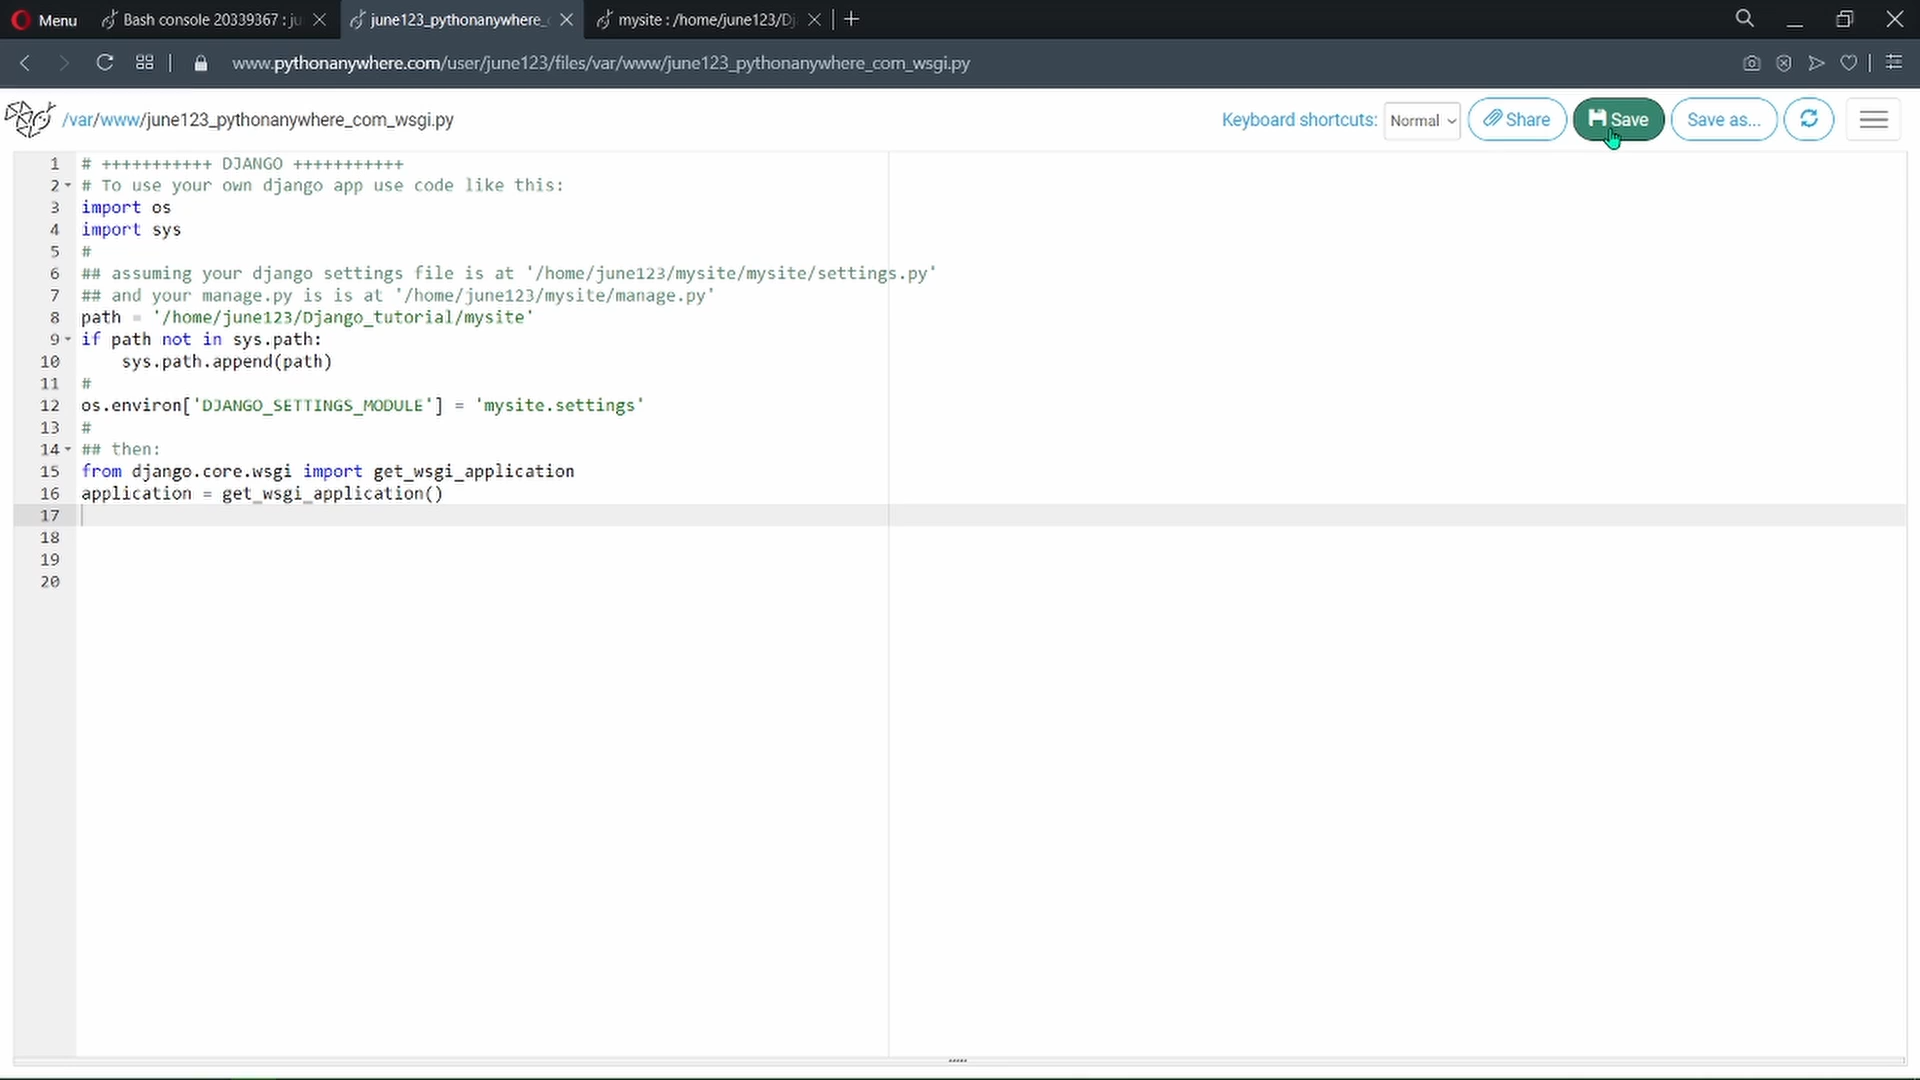 Menu
Bash console 20339367 : ju
june123_pythonanywhere_
mysite : /home/june123/Dj
www.pythonanywhere.com/user/june123/files/var/www/june123_pythonanywhere_com_wsgi.py
/var/www/june123_pythonanywhere_com_wsgi.py
Keyboard shortcuts: Normal
Share
Save
Save as...
1 # +++++++++++ DJANGO +++++++++++
2 # To use your own django app use code like this:
3 import os
4 import sys
5 #
6 ## assuming your django settings file is at '/home/june123/mysite/mysite/settings.py'
7 ## and your manage.py is is at '/home/june123/mysite/manage.py'
8 path = '/home/june123/Django_tutorial/mysite'
9 if path not in sys.path:
10     sys.path.append(path)
11 #
12 os.environ['DJANGO_SETTINGS_MODULE'] = 'mysite.settings'
13 #
14 ## then:
15 from django.core.wsgi import get_wsgi_application
16 application = get_wsgi_application()
17
18
19
20